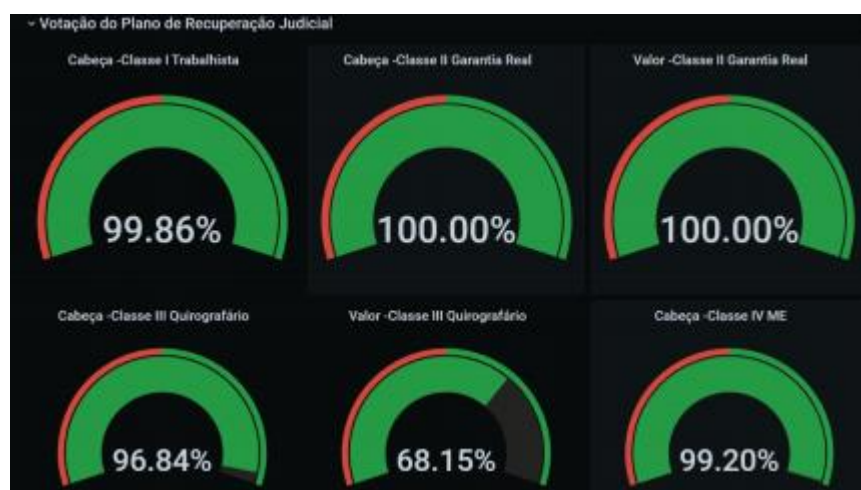 Votação do Plano de Recuperação Judicial
Cabeça -Classe I Trabalhista
Cabeça -Classe II Garantia Real
Valor -Classe II Garantia Real
99.86%
100.00%
100.00%
Cabeça -Classe III Quirografário
Valor -Classe III Quirografário
Cabeça -Classe IV ME
96.84%
68.15%
99.20%